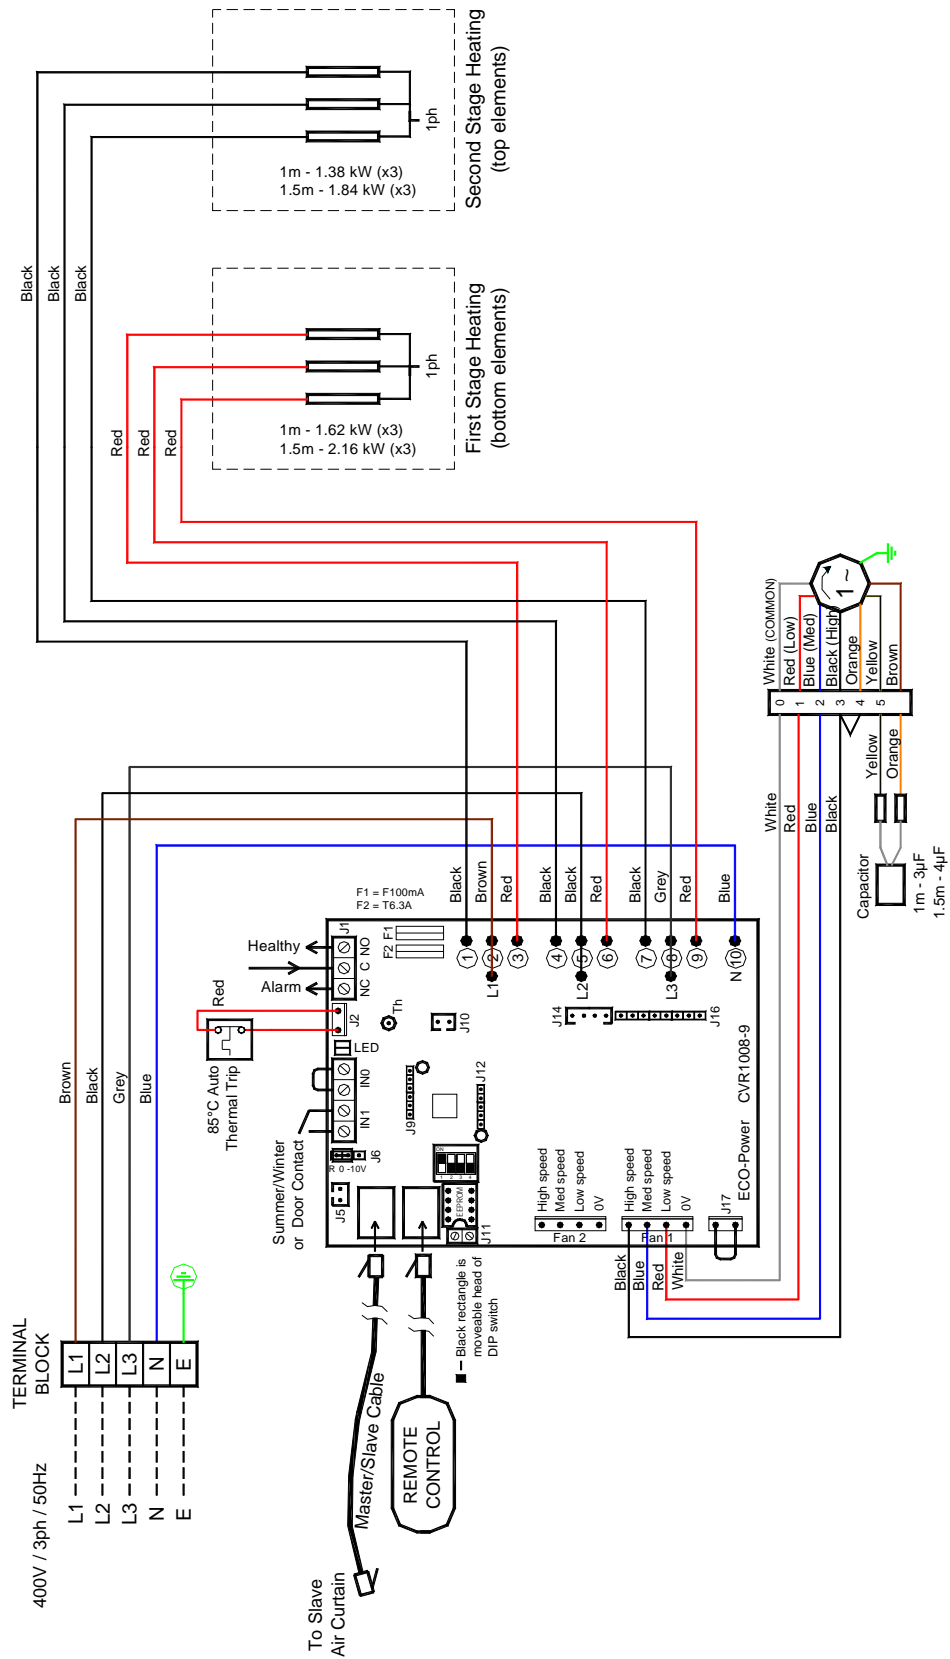 400V / 3ph / 50Hz
TERMINAL
BLOCK
L1
L2
L3
N
E
L1
L2
L3
N
E
Brown
Black
Grey
Blue
Black
Black
Black
Red
Red
Red
1m - 1.38 kW (x3)
1.5m - 1.84 kW (x3)
1ph
Second Stage Heating
(top elements)
1m - 1.62 kW (x3)
1.5m - 2.16 kW (x3)
1ph
First Stage Heating
(bottom elements)
85°C Auto
Thermal Trip
Red
Summer/Winter
or Door Contact
Healthy
Alarm
F1 = F100mA
F2 = T6.3A
J1
NO
C
NC
F1
F2
J2
LED
Th
J10
IN0
IN1
J6
R 0 -10V
J5
J9
J12
ON
1 2 3 4
EEPROM
J11
J14
J16
Black
Brown
Red
Black
Black
Red
Black
Grey
Red
Blue
1
2
3
4
5
6
7
8
9
10
L1
L2
L3
N
High speed
Med speed
Low speed
0V
Fan 2
High speed
Med speed
Low speed
0V
Fan 1
J17
ECO-Power CVR1008-9
Black
Blue
Red
White
Black rectangle is
moveable head of
DIP switch
Master/Slave Cable
REMOTE
CONTROL
To Slave
Air Curtain
White (COMMON)
Red (Low)
Blue (Med)
Black (High)
Orange
Yellow
Brown
1 ~
0
1
2
3
4
5
White
Red
Blue
Black
Yellow
Orange
Capacitor
1m - 3µF
1.5m - 4µF